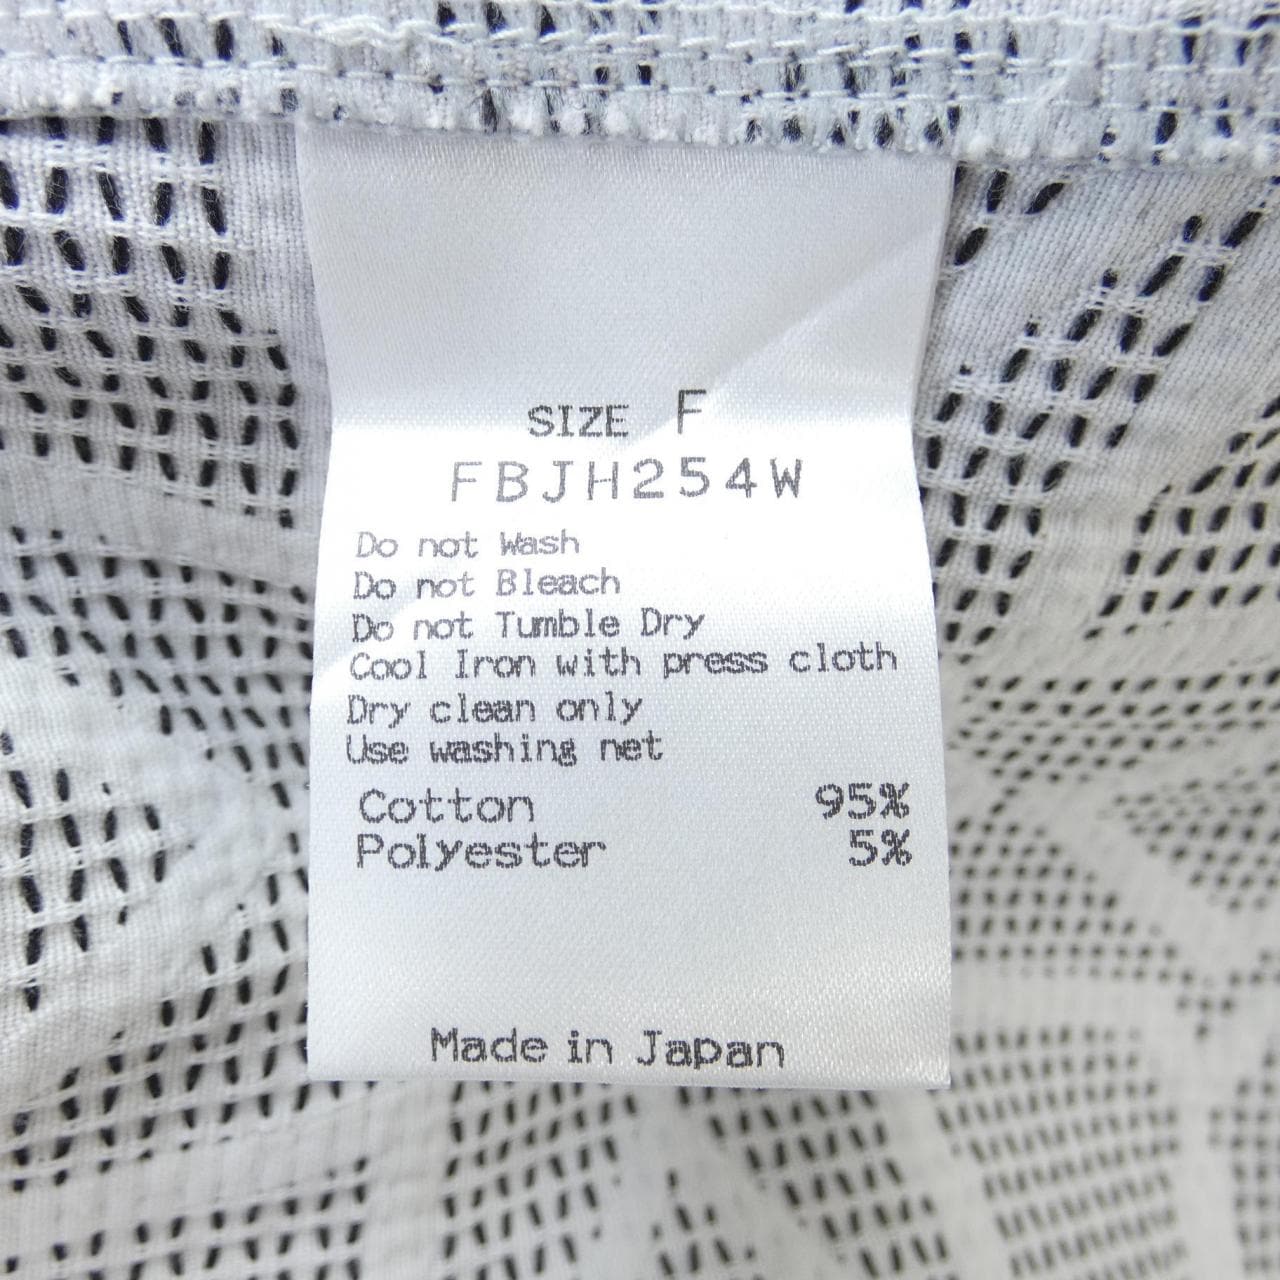 SIZE F
FBJH254W
Do not Wash
Do not Bleach
Do not Tumble Dry
Cool Iron with press cloth
Dry clean only
Use washing net
Cotton 95%
Polyester 5%
Made in Japan